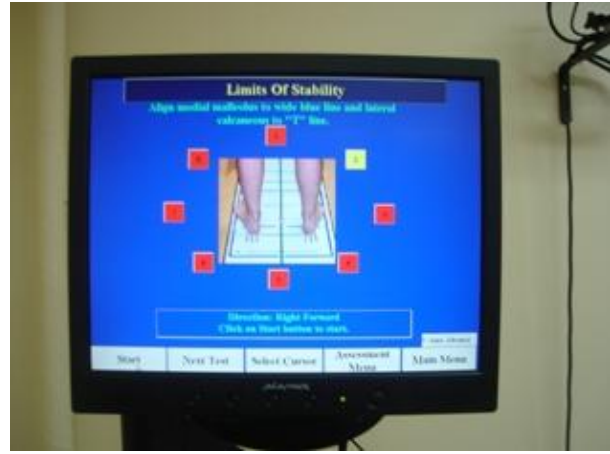 Limits Of Stability
Align medial malleolus to wide blue line and lateral
calcaneous to "T" line.
Direction: Right Forward
Click on Start button to start.
Start
Next Test
Select Cursor
Assessment
Menu
Main Menu